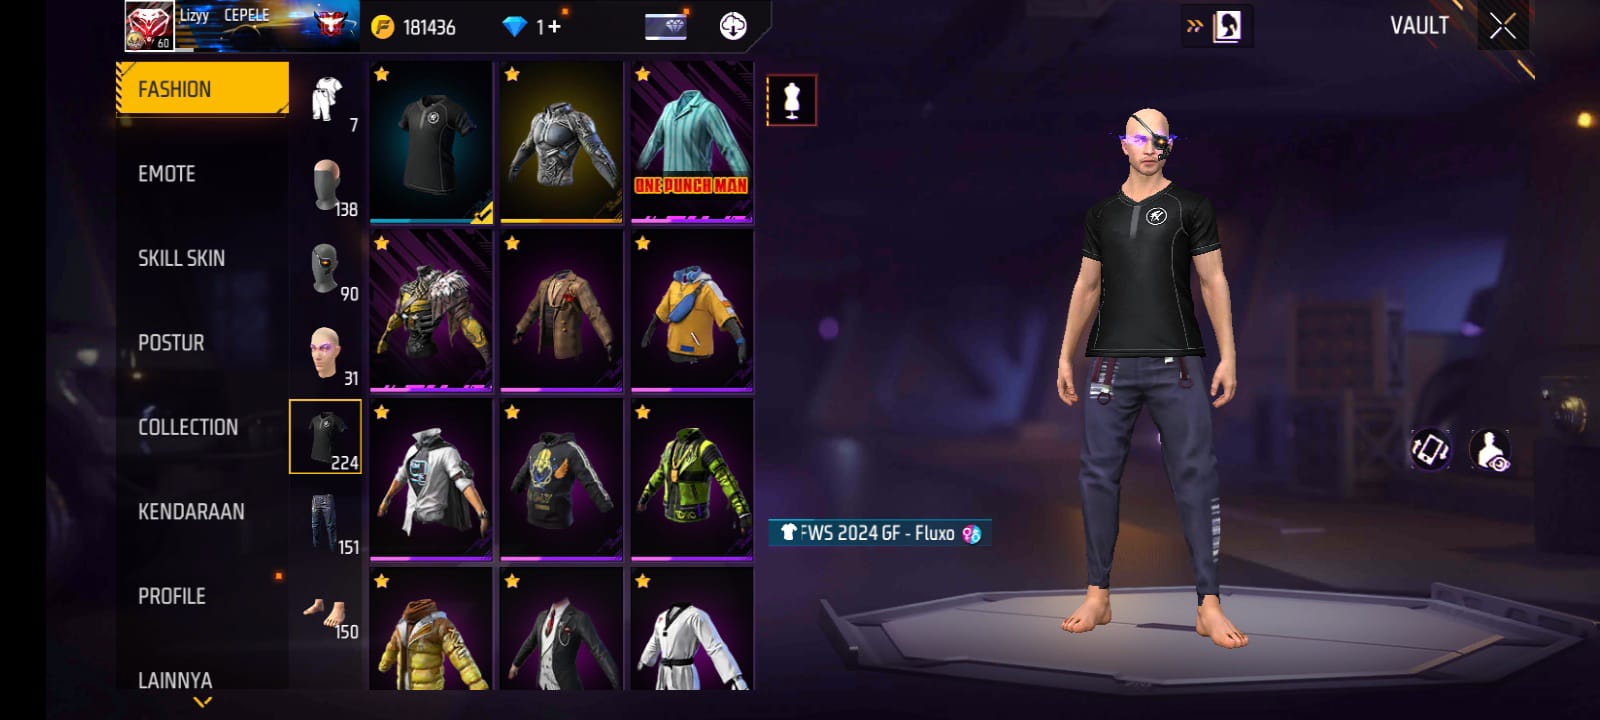 Lizyy CEPELE
60
181436
1+
VAULT
FASHION
EMOTE
SKILL SKIN
POSTUR
COLLECTION
KENDARAAN
PROFILE
LAINNYA
7
138
90
31
224
151
150
ONE PUNCH MAN
FWS 2024 GF - Fluxo